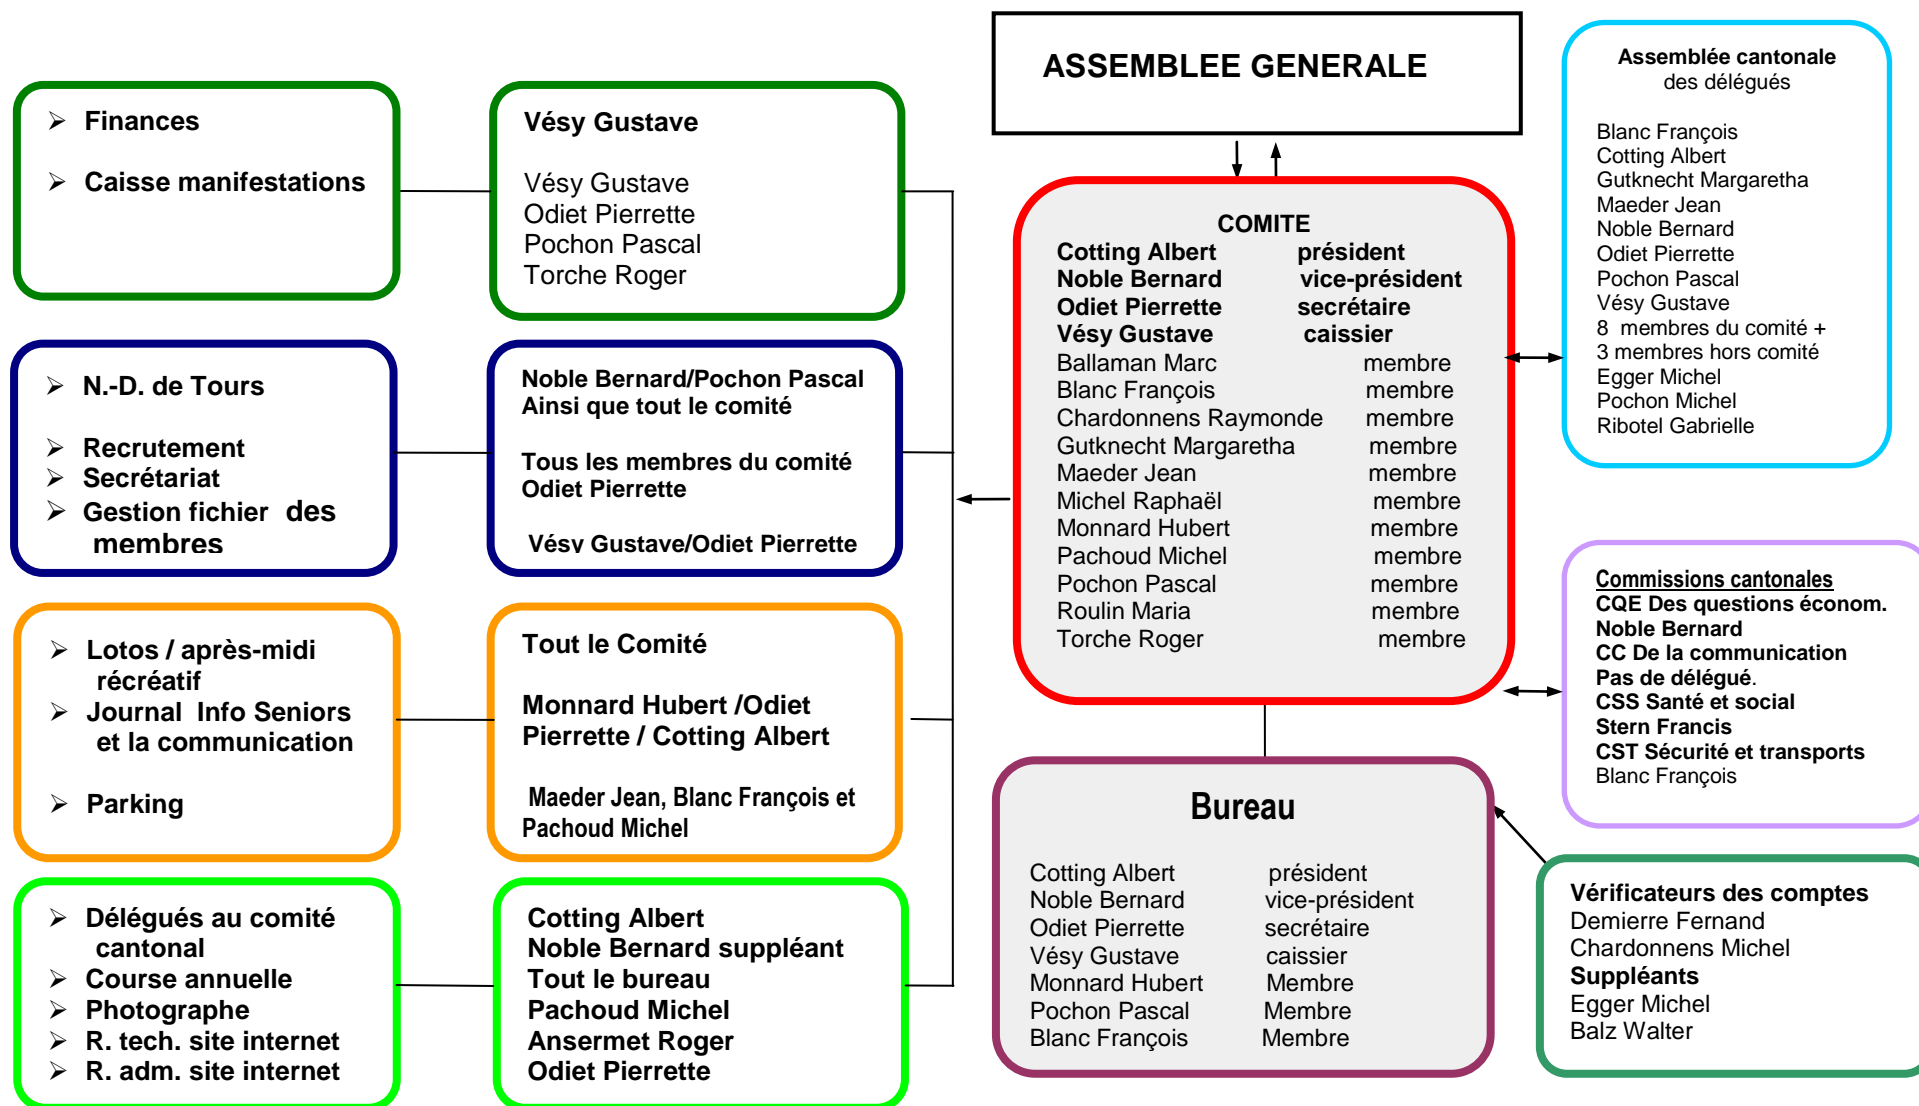 ASSEMBLEE GENERALE
Assemblée cantonale
des délégués
Blanc François
Cotting Albert
Gutknecht Margaretha
Maeder Jean
Noble Bernard
Odiet Pierrette
Pochon Pascal
Vésy Gustave
8 membres du comité +
3 membres hors comité
Egger Michel
Pochon Michel
Ribotel Gabrielle
➢ Finances
➢ Caisse manifestations
Vésy Gustave
Vésy Gustave
Odiet Pierrette
Pochon Pascal
Torche Roger
COMITE
Cotting Albert président
Noble Bernard vice-président
Odiet Pierrette secrétaire
Vésy Gustave caissier
Ballaman Marc membre
Blanc François membre
Chardonnens Raymonde membre
Gutknecht Margaretha membre
Maeder Jean membre
Michel Raphaël membre
Monnard Hubert membre
Pachoud Michel membre
Pochon Pascal membre
Roulin Maria membre
Torche Roger membre
➢ N.-D. de Tours
➢ Recrutement
➢ Secrétariat
➢ Gestion fichier des
membres
Noble Bernard/Pochon Pascal
Ainsi que tout le comité
Tous les membres du comité
Odiet Pierrette
Vésy Gustave/Odiet Pierrette
Commissions cantonales
CQE Des questions économ.
Noble Bernard
CC De la communication
Pas de délégué.
CSS Santé et social
Stern Francis
CST Sécurité et transports
Blanc François
➢ Lotos / après-midi
récréatif
➢ Journal Info Seniors
et la communication
➢ Parking
Tout le Comité
Monnard Hubert /Odiet
Pierrette / Cotting Albert
Maeder Jean, Blanc François et
Pachoud Michel
Bureau
Cotting Albert président
Noble Bernard vice-président
Odiet Pierrette secrétaire
Vésy Gustave caissier
Monnard Hubert Membre
Pochon Pascal Membre
Blanc François Membre
Vérificateurs des comptes
Demierre Fernand
Chardonnens Michel
Suppléants
Egger Michel
Balz Walter
➢ Délégués au comité
cantonal
➢ Course annuelle
➢ Photographe
➢ R. tech. site internet
➢ R. adm. site internet
Cotting Albert
Noble Bernard suppléant
Tout le bureau
Pachoud Michel
Ansermet Roger
Odiet Pierrette